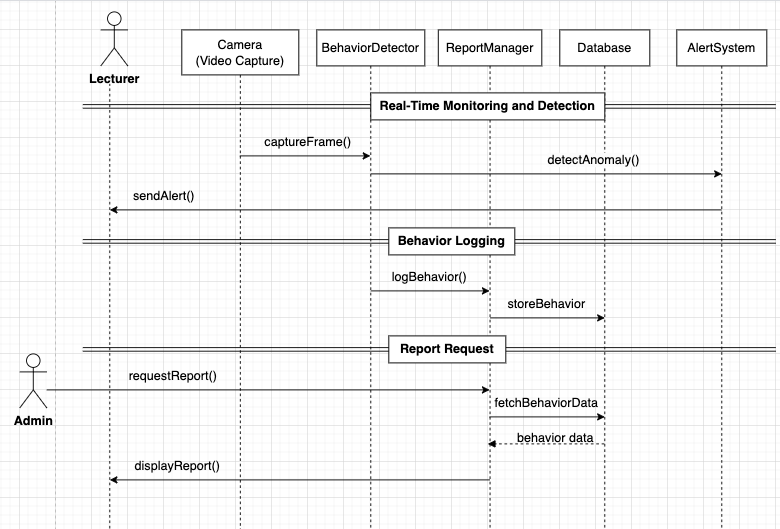 Lecturer
Camera
(Video Capture)
BehaviorDetector
ReportManager
Database
AlertSystem
Real-Time Monitoring and Detection
captureFrame()
detectAnomaly()
sendAlert()
Behavior Logging
logBehavior()
storeBehavior
Report Request
Admin
requestReport()
fetchBehaviorData
behavior data
displayReport()